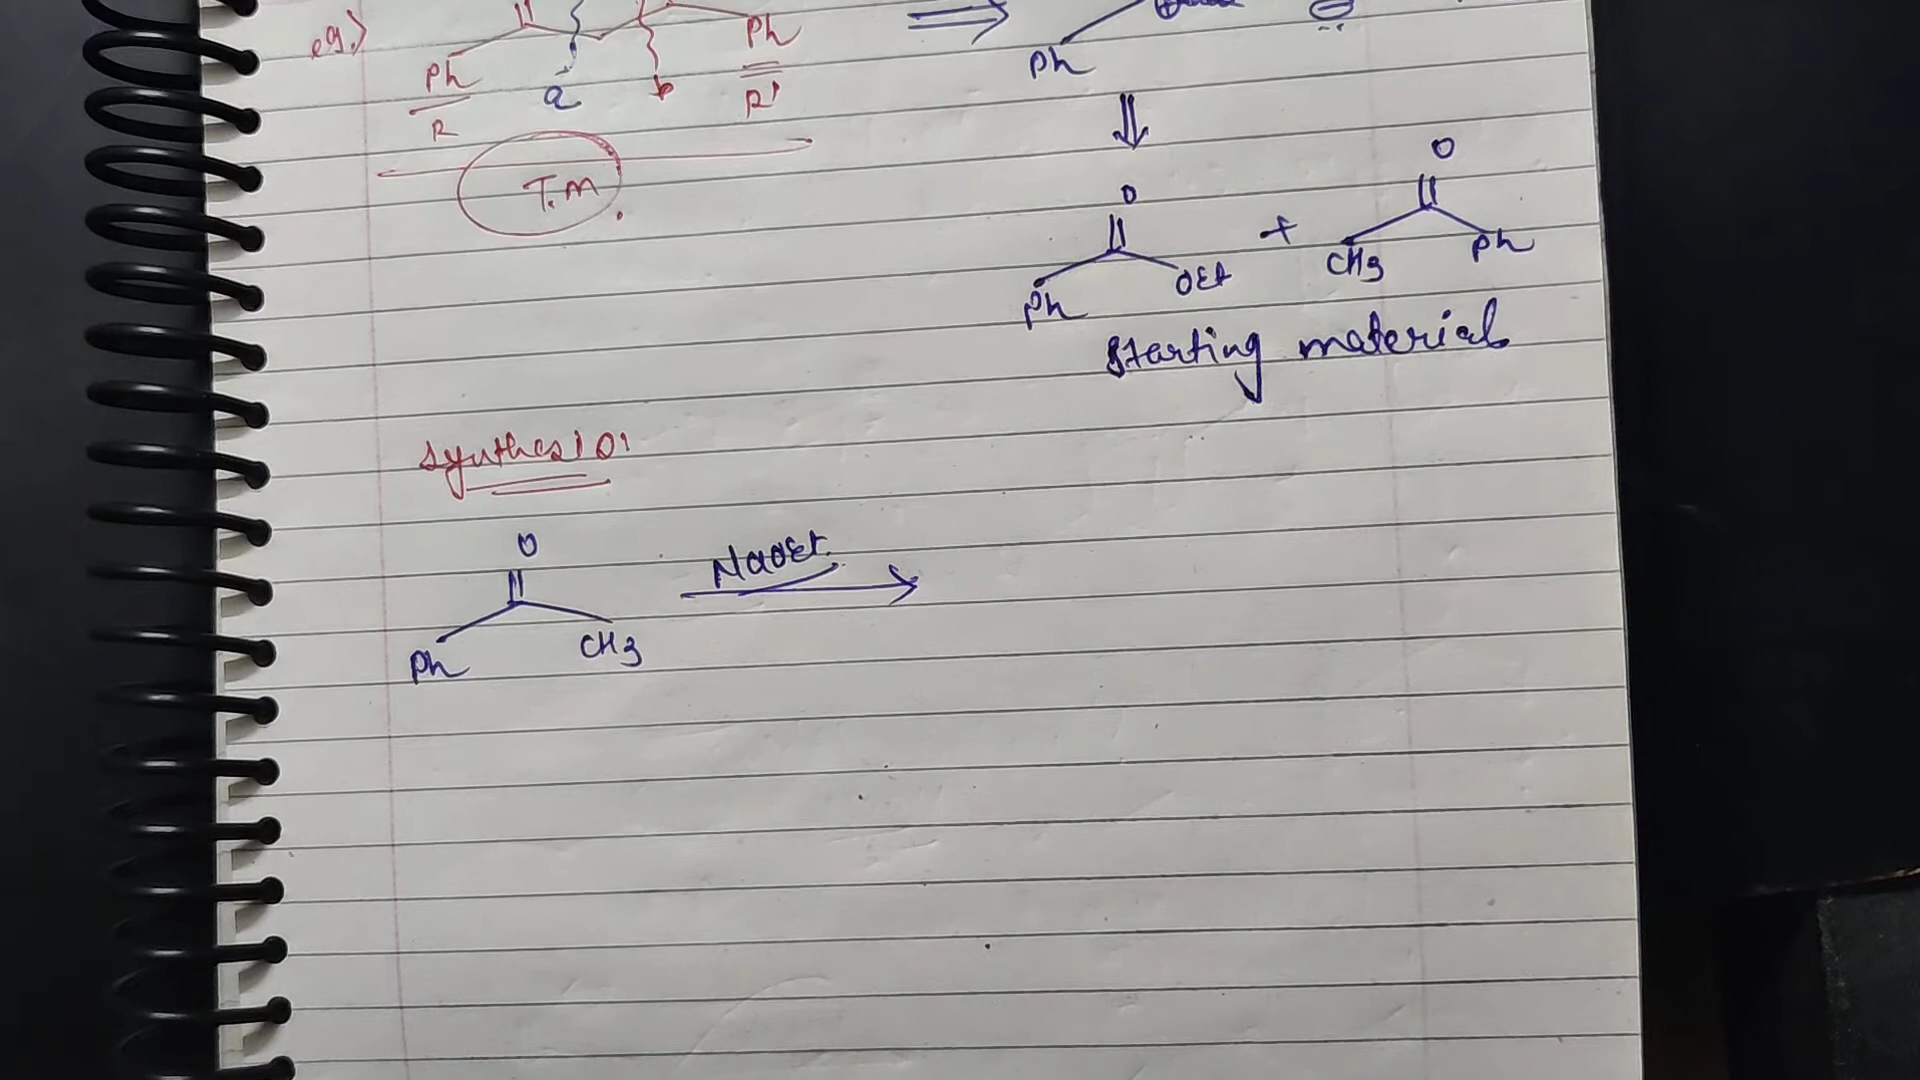 eg.>
Ph
R
a
b
Ph
R'
Ph
T.M.
O
Ph
OEt
+
O
CH3
Ph
Starting material
Synthesis:
O
Ph
CH3
NaOEt